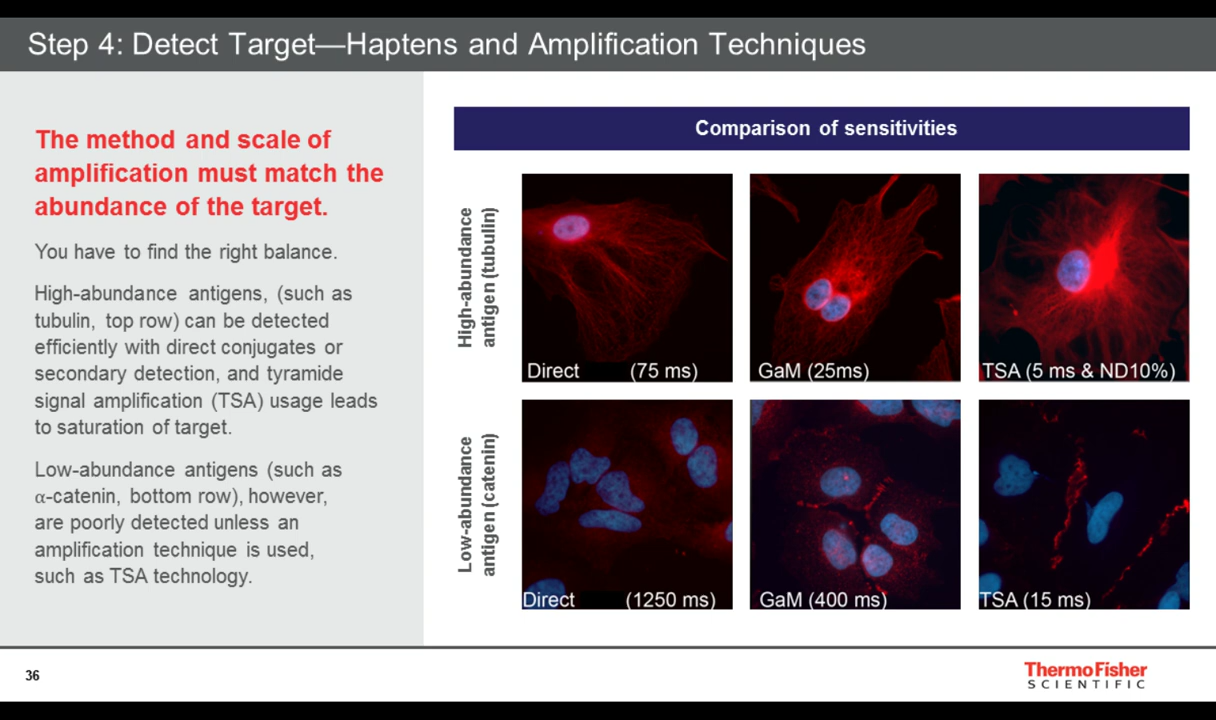 Step 4: Detect Target—Haptens and Amplification Techniques
The method and scale of
amplification must match the
abundance of the target.
You have to find the right balance.
High-abundance antigens, (such as
tubulin, top row) can be detected
efficiently with direct conjugates or
secondary detection, and tyramide
signal amplification (TSA) usage leads
to saturation of target.
Low-abundance antigens (such as
α-catenin, bottom row), however,
are poorly detected unless an
amplification technique is used,
such as TSA technology.
Comparison of sensitivities
High-abundance
antigen (tubulin)
Direct (75 ms)
GaM (25ms)
TSA (5 ms & ND10%)
Low-abundance
antigen (catenin)
Direct (1250 ms)
GaM (400 ms)
TSA (15 ms)
36
ThermoFisher
SCIENTIFIC